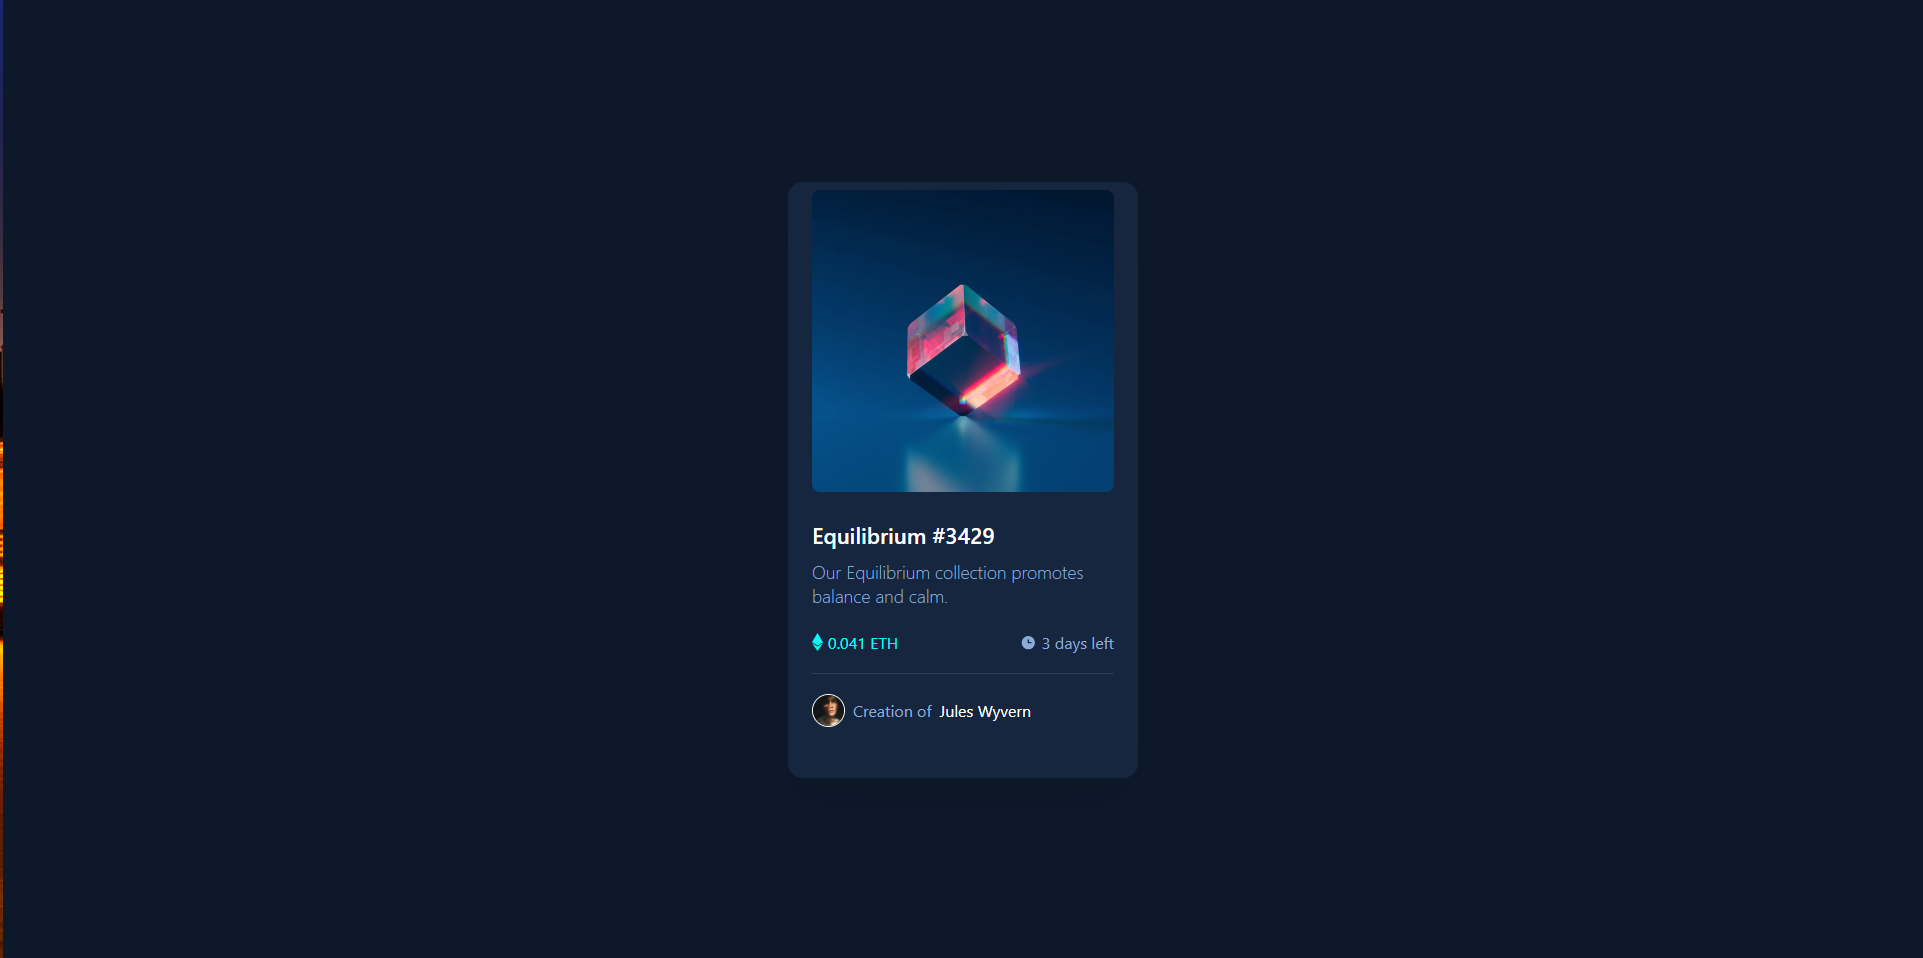 Equilibrium #3429
Our Equilibrium collection promotes
balance and calm.
0.041 ETH
3 days left
Creation of Jules Wyvern